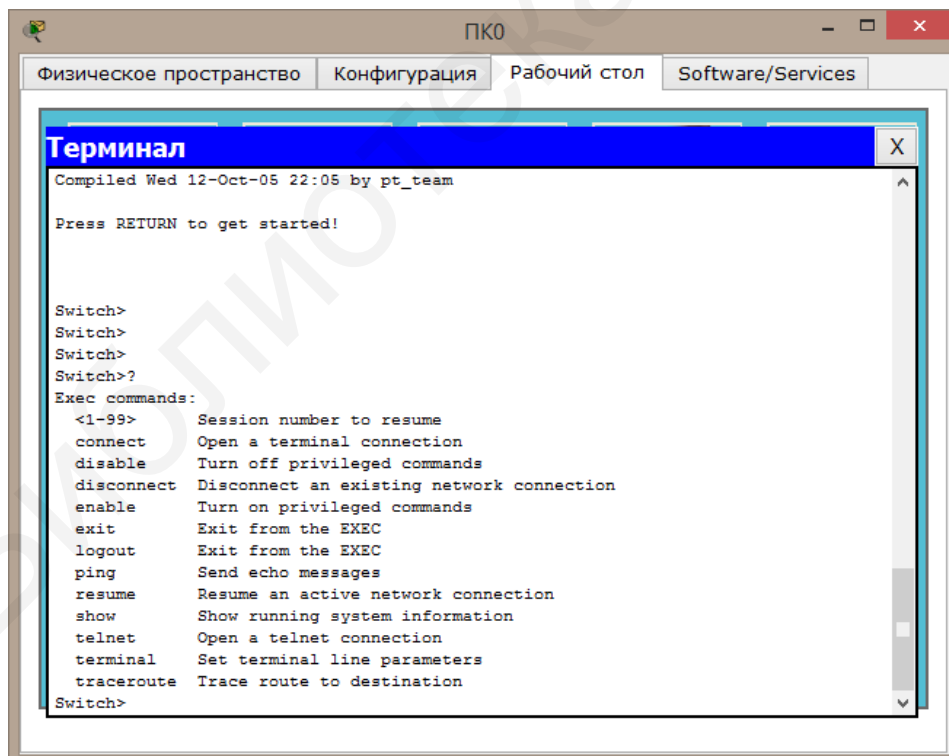 ПК0
Физическое пространство Конфигурация Рабочий стол Software/Services
Терминал X
Compiled Wed 12-Oct-05 22:05 by pt_team
Press RETURN to get started!
Switch>
Switch>
Switch>
Switch>?
Exec commands:
<1-99> Session number to resume
connect Open a terminal connection
disable Turn off privileged commands
disconnect Disconnect an existing network connection
enable Turn on privileged commands
exit Exit from the EXEC
logout Exit from the EXEC
ping Send echo messages
resume Resume an active network connection
show Show running system information
telnet Open a telnet connection
terminal Set terminal line parameters
traceroute Trace route to destination
Switch>